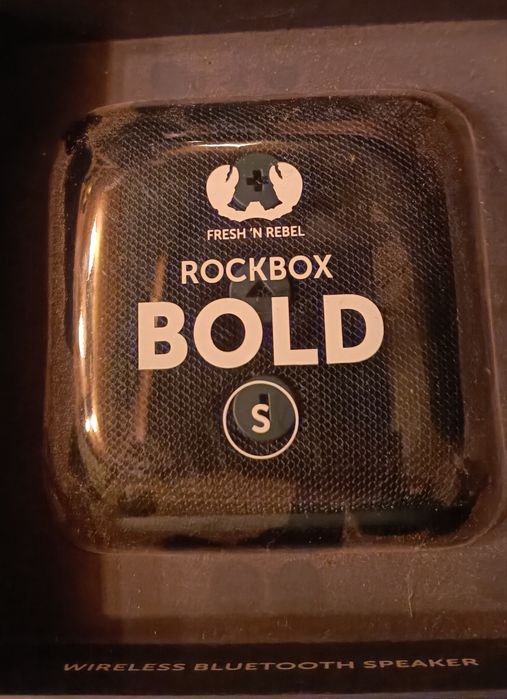 FRESH 'N REBEL
ROCKBOX
BOLD
S
WIRELESS BLUETOOTH SPEAKER